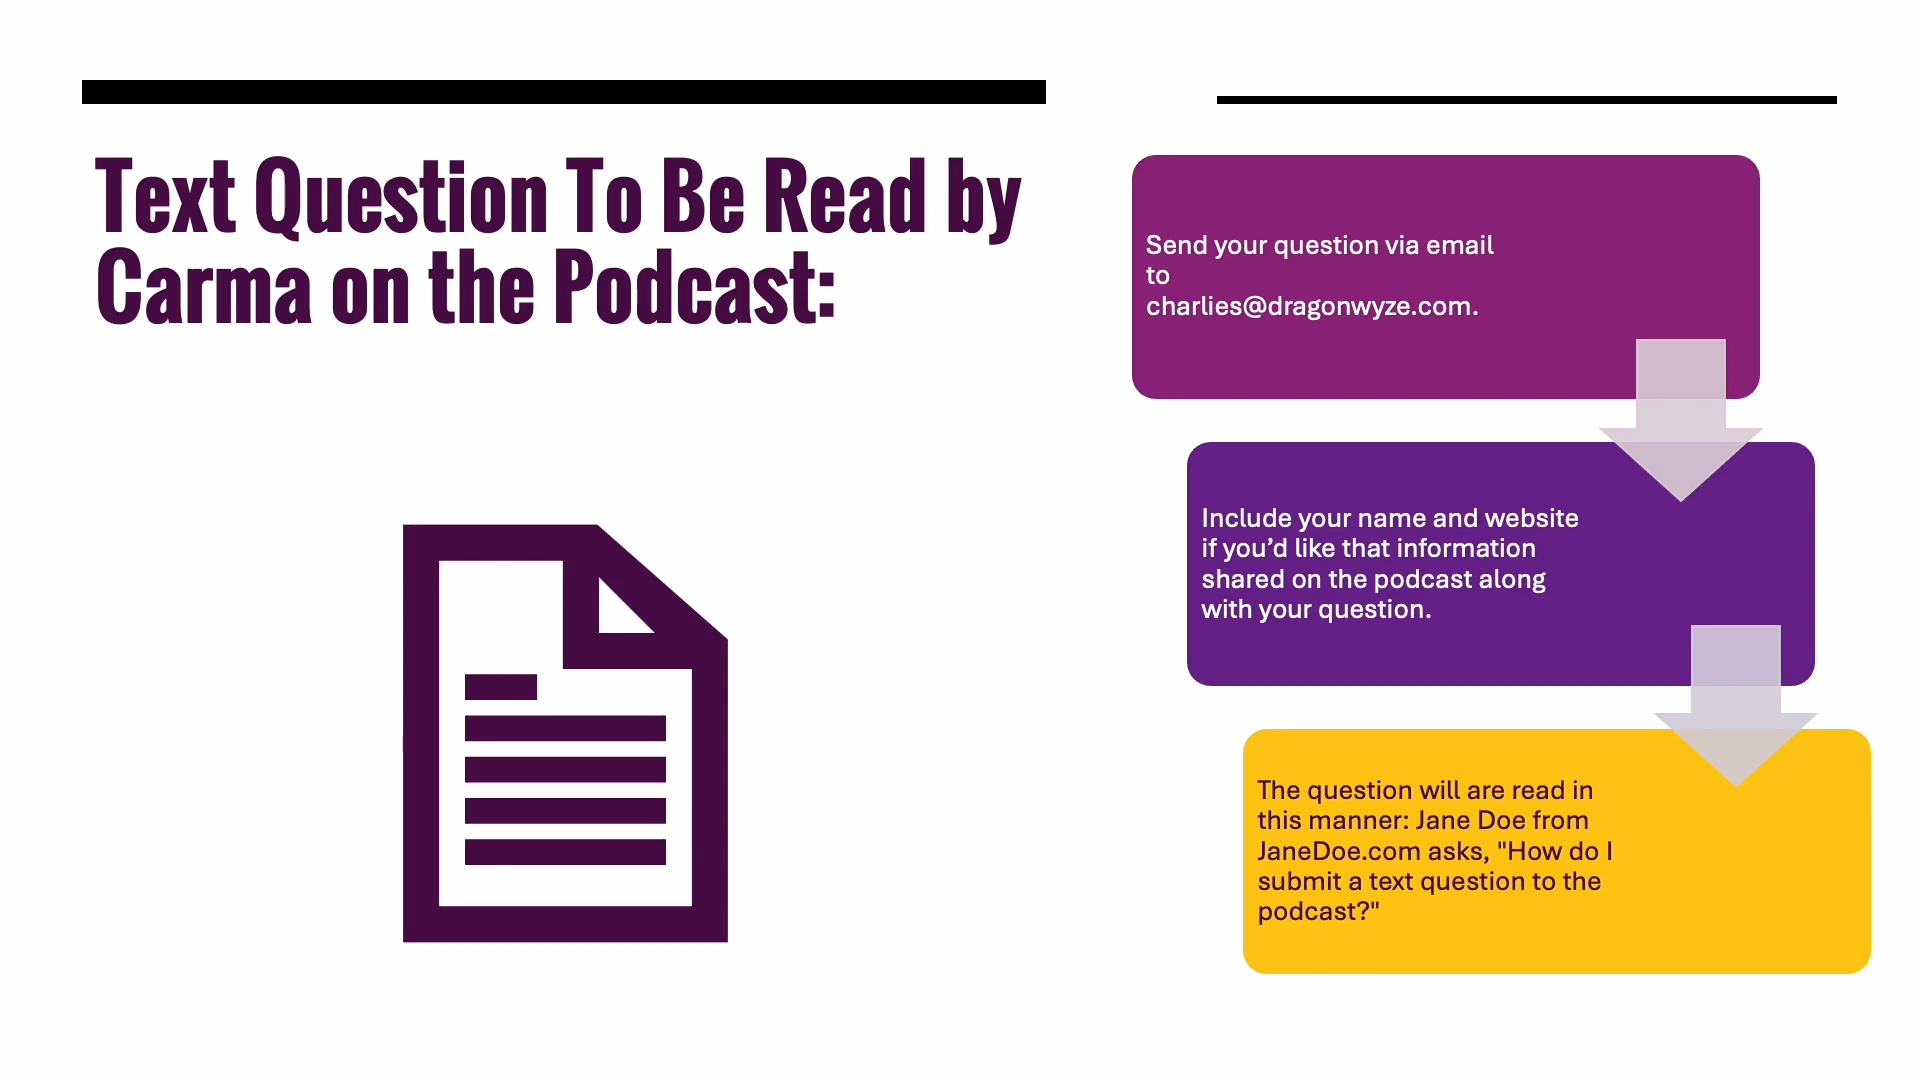 Text Question To Be Read by
Carma on the Podcast:
Send your question via email
to
charlies@dragonwyze.com.
Include your name and website
if you’d like that information
shared on the podcast along
with your question.
The question will are read in
this manner: Jane Doe from
JaneDoe.com asks, "How do I
submit a text question to the
podcast?"